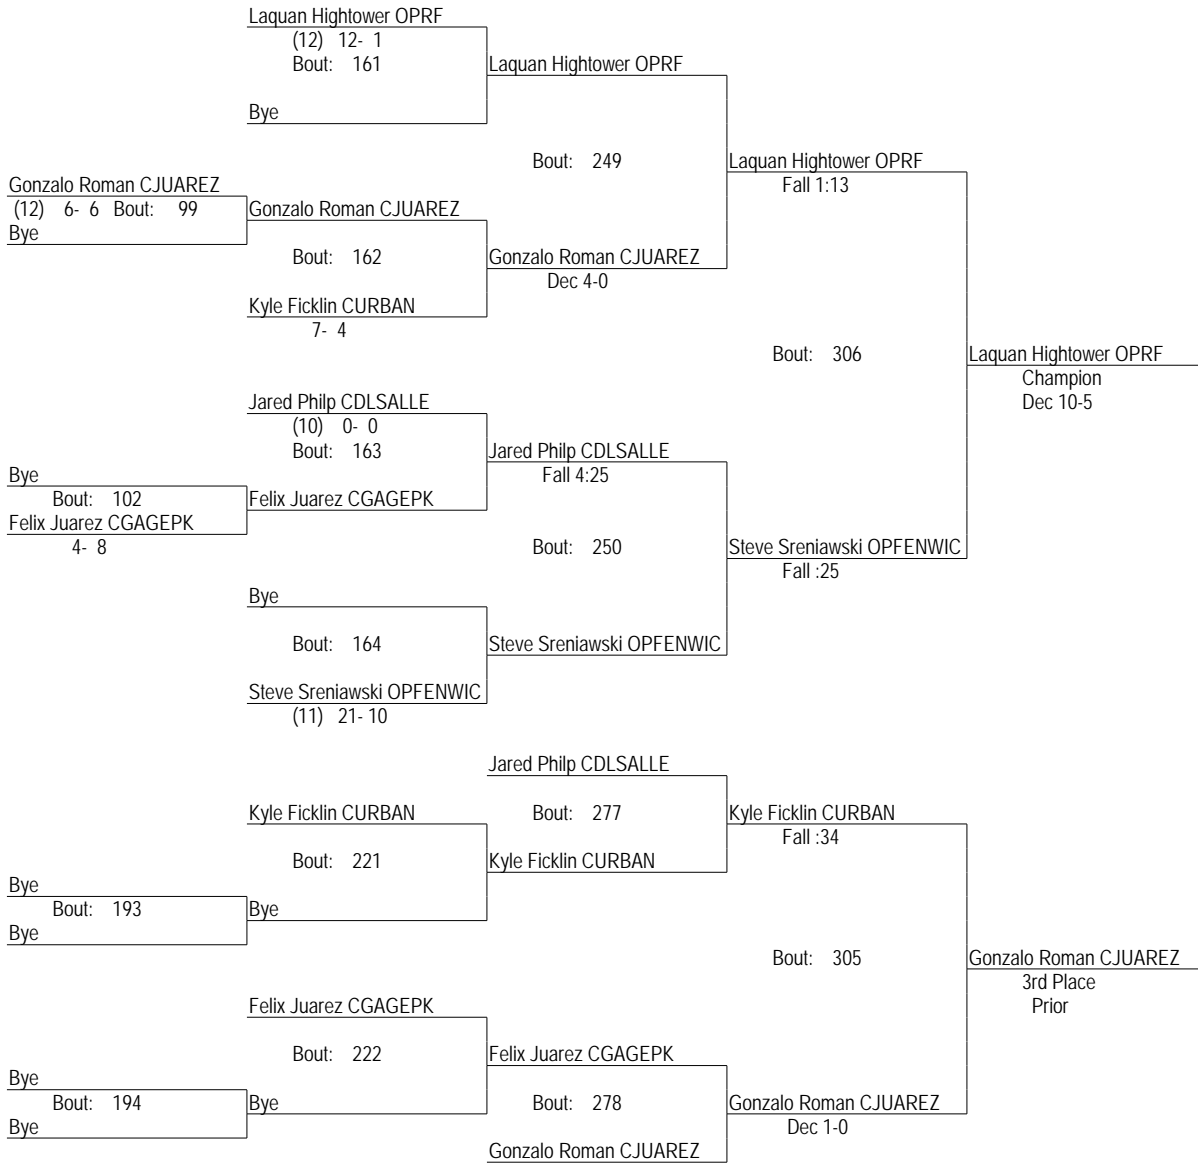 Laquan Hightower OPRF
(12) 12- 1
Bout: 161
Laquan Hightower OPRF
Bye
Bout: 249
Laquan Hightower OPRF
Fall 1:13
Gonzalo Roman CJUAREZ
(12) 6- 6 Bout: 99
Bye
Gonzalo Roman CJUAREZ
Bout: 162
Gonzalo Roman CJUAREZ
Dec 4-0
Kyle Ficklin CURBAN
7- 4
Bout: 306
Laquan Hightower OPRF
Champion
Dec 10-5
Jared Philp CDLSALLE
(10) 0- 0
Bout: 163
Jared Philp CDLSALLE
Fall 4:25
Bye
Bout: 102
Felix Juarez CGAGEPK
4- 8
Felix Juarez CGAGEPK
Bout: 250
Steve Sreniawski OPFENWIC
Fall :25
Bye
Bout: 164
Steve Sreniawski OPFENWIC
Steve Sreniawski OPFENWIC
(11) 21- 10
Jared Philp CDLSALLE
Kyle Ficklin CURBAN
Bout: 277
Kyle Ficklin CURBAN
Fall :34
Bout: 221
Kyle Ficklin CURBAN
Bye
Bout: 193
Bye
Bye
Bout: 305
Gonzalo Roman CJUAREZ
3rd Place
Prior
Felix Juarez CGAGEPK
Bout: 222
Felix Juarez CGAGEPK
Bye
Bout: 194
Bye
Bye
Bout: 278
Gonzalo Roman CJUAREZ
Dec 1-0
Gonzalo Roman CJUAREZ